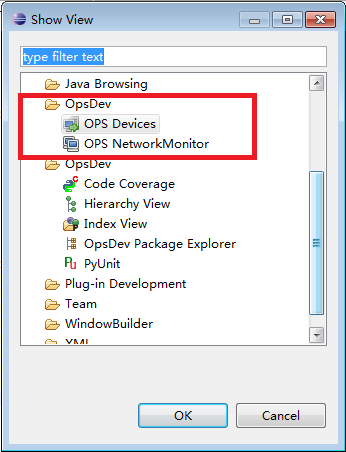 Show View
type filter text
Java Browsing
OpsDev
OPS Devices
OPS NetworkMonitor
OpsDev
Code Coverage
Hierarchy View
Index View
OpsDev Package Explorer
PyUnit
Plug-in Development
Team
WindowBuilder
XML
OK
Cancel